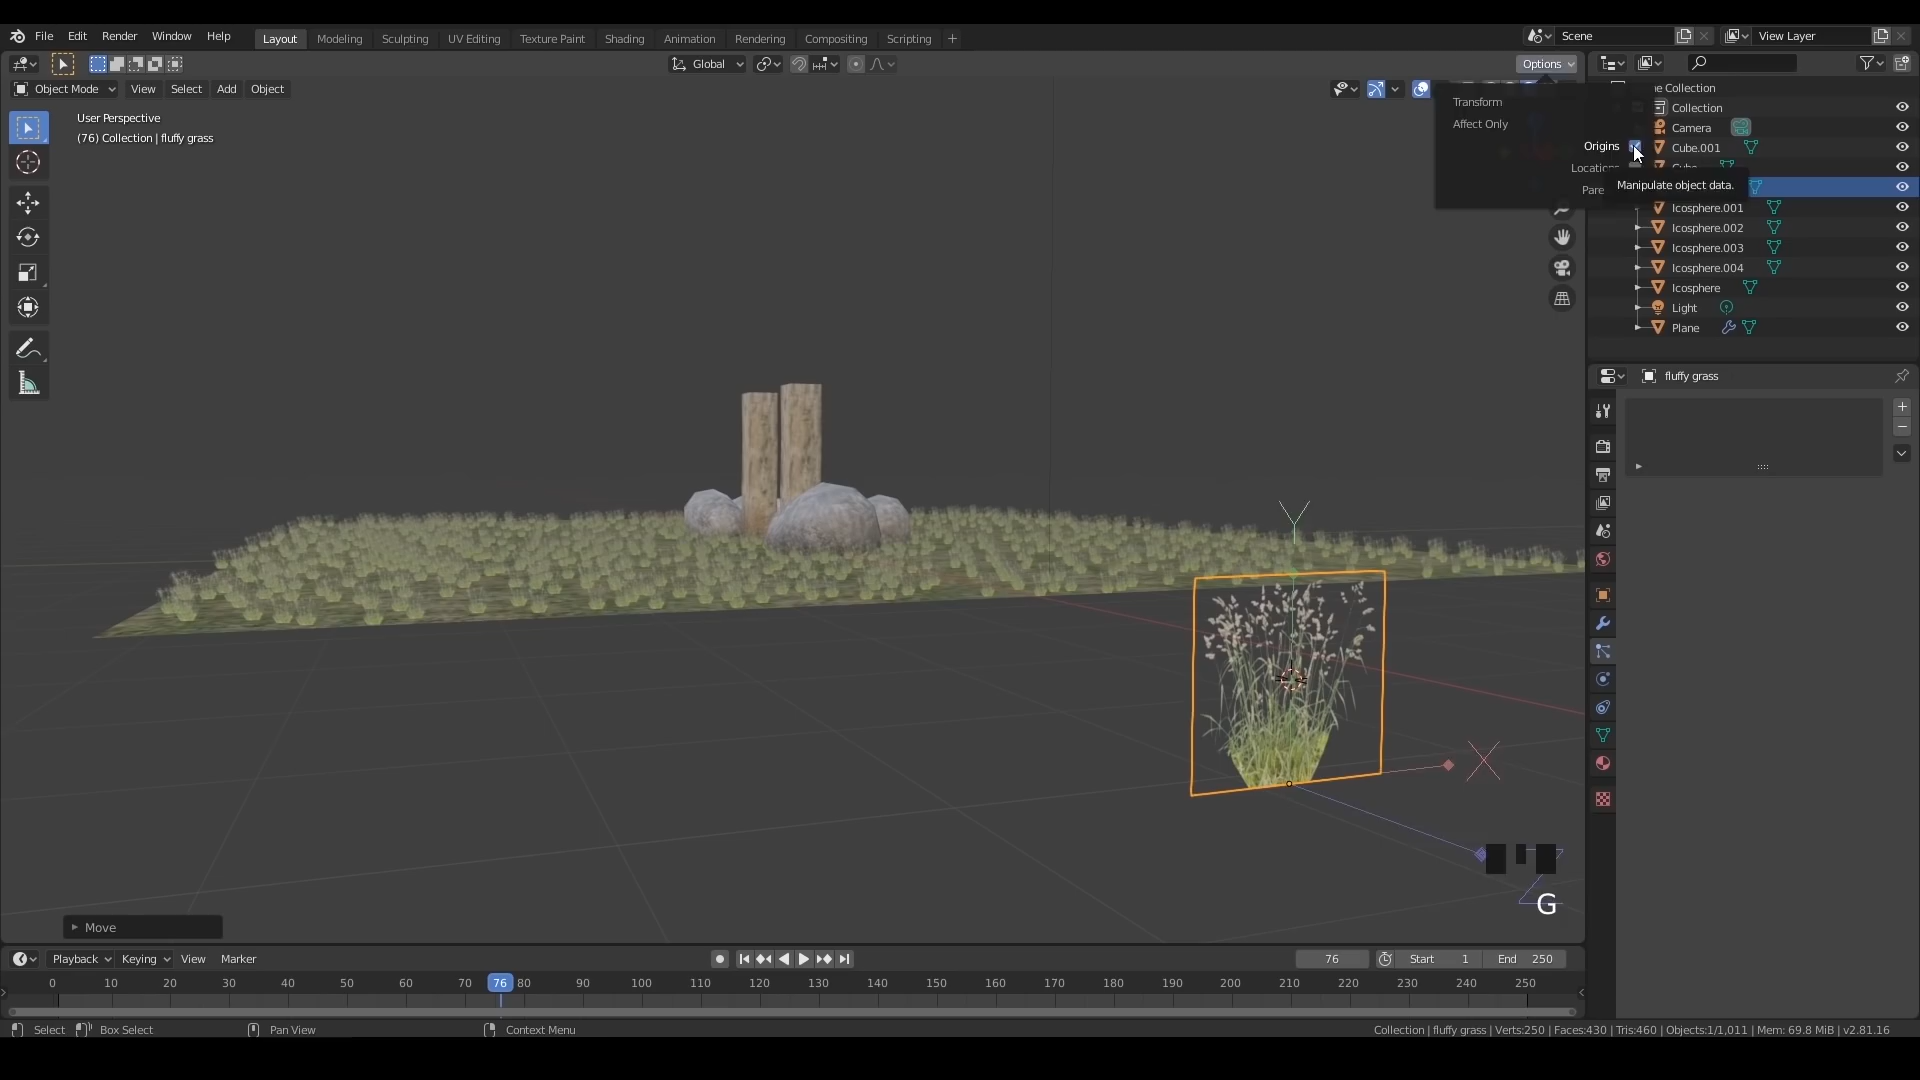 File Edit Render Window Help Layout Modeling Sculpting UV Editing Texture Paint Shading Animation Rendering Compositing Scripting + Scene View Layer
Global Options
Object Mode View Select Add Object
User Perspective
(76) Collection | fluffy grass
Transform
Affect Only
Origins
Locations
Pare
Manipulate object data.
e Collection
Collection
Camera
Cube.001
Cube
Icosphere.001
Icosphere.002
Icosphere.003
Icosphere.004
Icosphere
Light
Plane
fluffy grass
Y
X
Z
G
Move
Playback Keying View Marker 76 Start 1 End 250
0 10 20 30 40 50 60 70 76 80 90 100 110 120 130 140 150 160 170 180 190 200 210 220 230 240 250
Select Box Select Pan View Context Menu Collection | fluffy grass | Verts:250 | Faces:430 | Tris:460 | Objects:1/1,011 | Mem: 69.8 MiB | v2.81.16